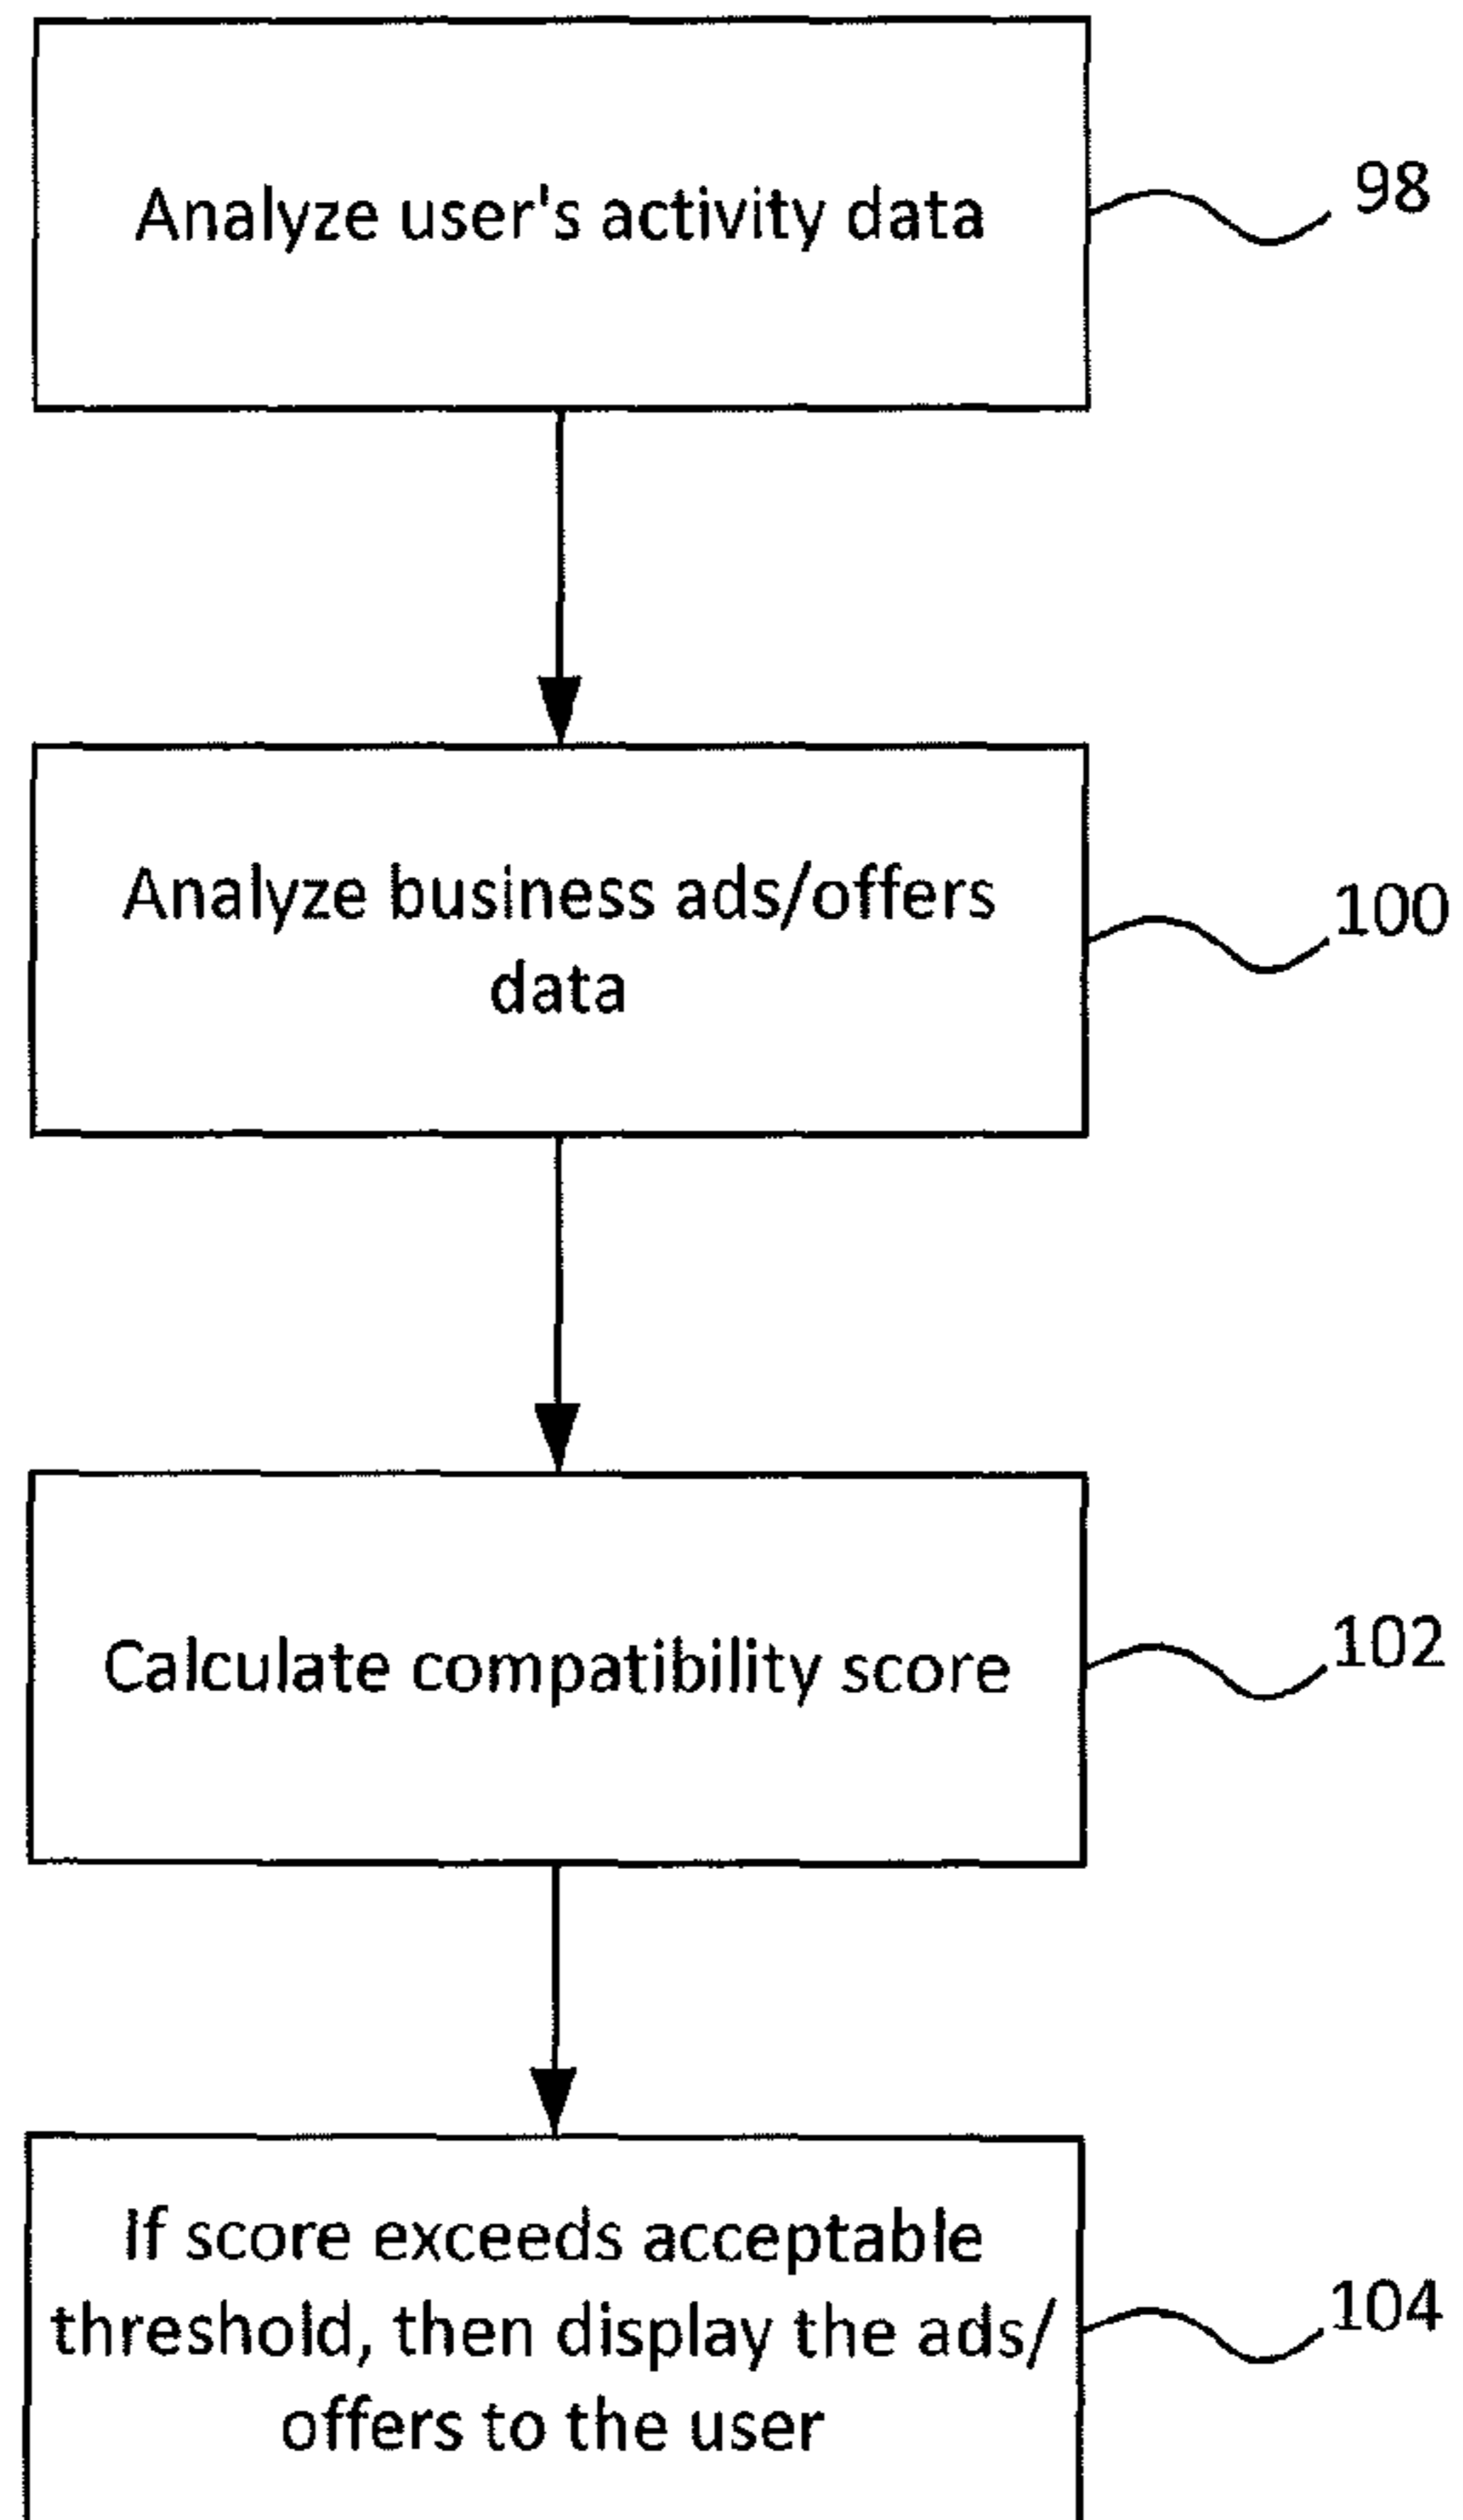 Analyze user's activity data
98
Analyze business ads/offers
data
100
Calculate compatibility score
102
If score exceeds acceptable
threshold, then display the ads/
offers to the user
104